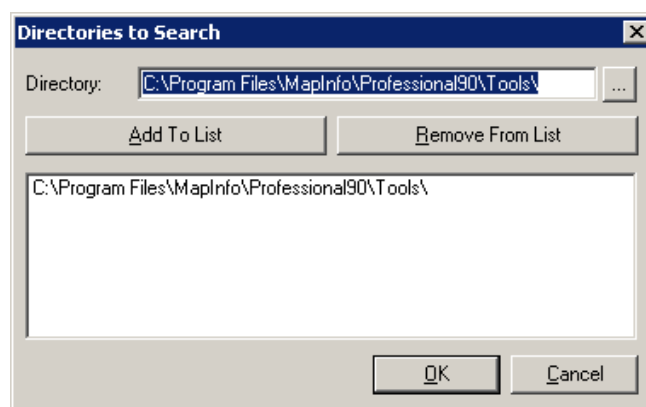 Directories to Search
Directory: C:\Program Files\MapInfo\Professional90\Tools\ ...
Add To List Remove From List
C:\Program Files\MapInfo\Professional90\Tools\
OK Cancel